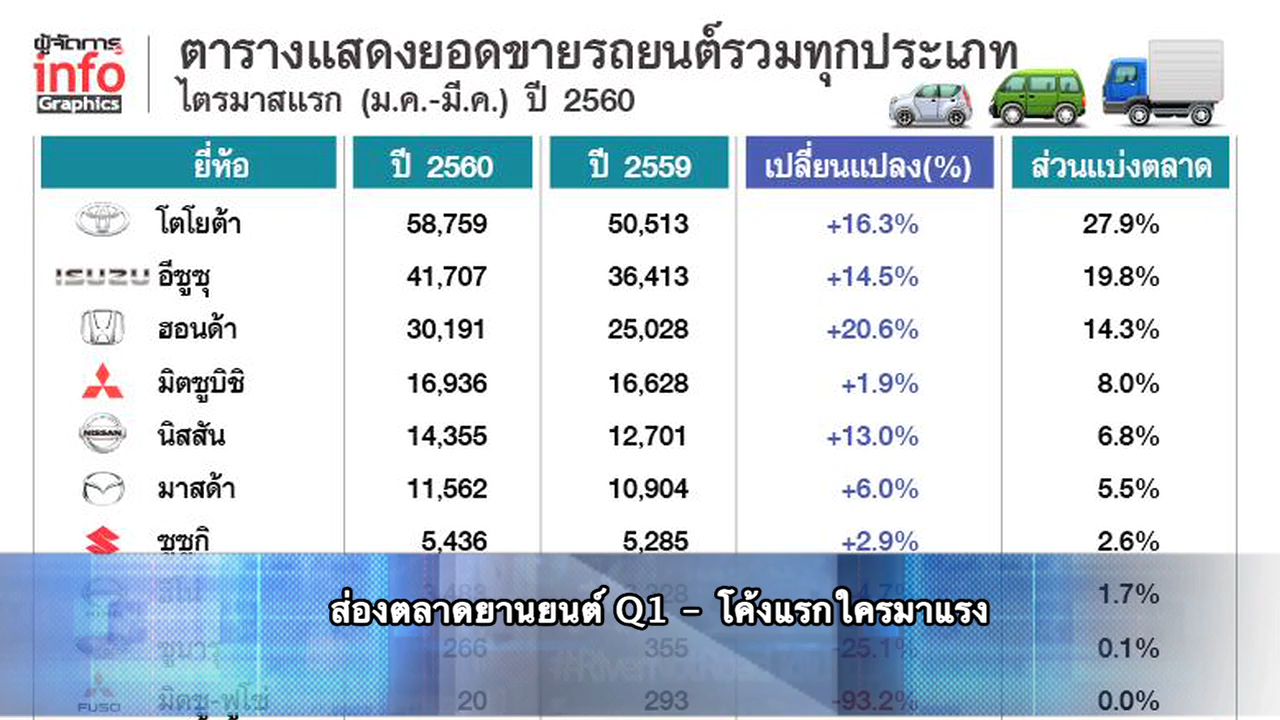 ผู้จัดการ
info
Graphics
ตารางแสดงยอดขายรถยนต์รวมทุกประเภท
ไตรมาสแรก (ม.ค.-มี.ค.) ปี 2560
ยี่ห้อ ปี 2560 ปี 2559 เปลี่ยนแปลง(%) ส่วนแบ่งตลาด
โตโยต้า 58,759 50,513 +16.3% 27.9%
ISUZU อีซูซุ 41,707 36,413 +14.5% 19.8%
ฮอนด้า 30,191 25,028 +20.6% 14.3%
มิตซูบิชิ 16,936 16,628 +1.9% 8.0%
NISSAN นิสสัน 14,355 12,701 +13.0% 6.8%
มาสด้า 11,562 10,904 +6.0% 5.5%
ซูซูกิ 5,436 5,285 +2.9% 2.6%
1.7%
ส่องตลาดยานยนต์ Q1 - โค้งแรกใครมาแรง
ซูบารุ 266 355 -25.1% 0.1%
FUSO มิตซู-ฟูโซ่ 20 293 -93.2% 0.0%